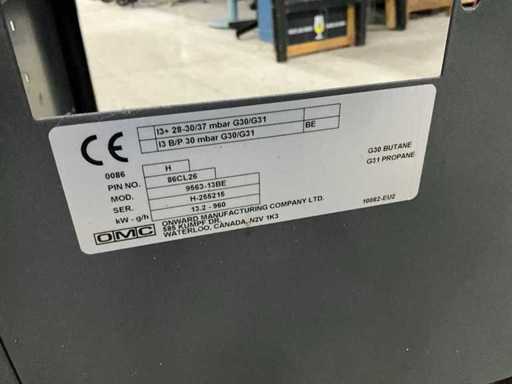 CE
I3+ 28-30/37 mbar G30/G31
I3 B/P 30 mbar G30/G31 BE
0086 H
PIN NO. 86CL26
MOD. 9563-13BE
SER. H-255215
kW - g/h 13.2 - 960
G30 BUTANE
G31 PROPANE
OMC ONWARD MANUFACTURING COMPANY LTD.
585 KUMPF DR.
WATERLOO, CANADA, N2V 1K3
10082-EU2